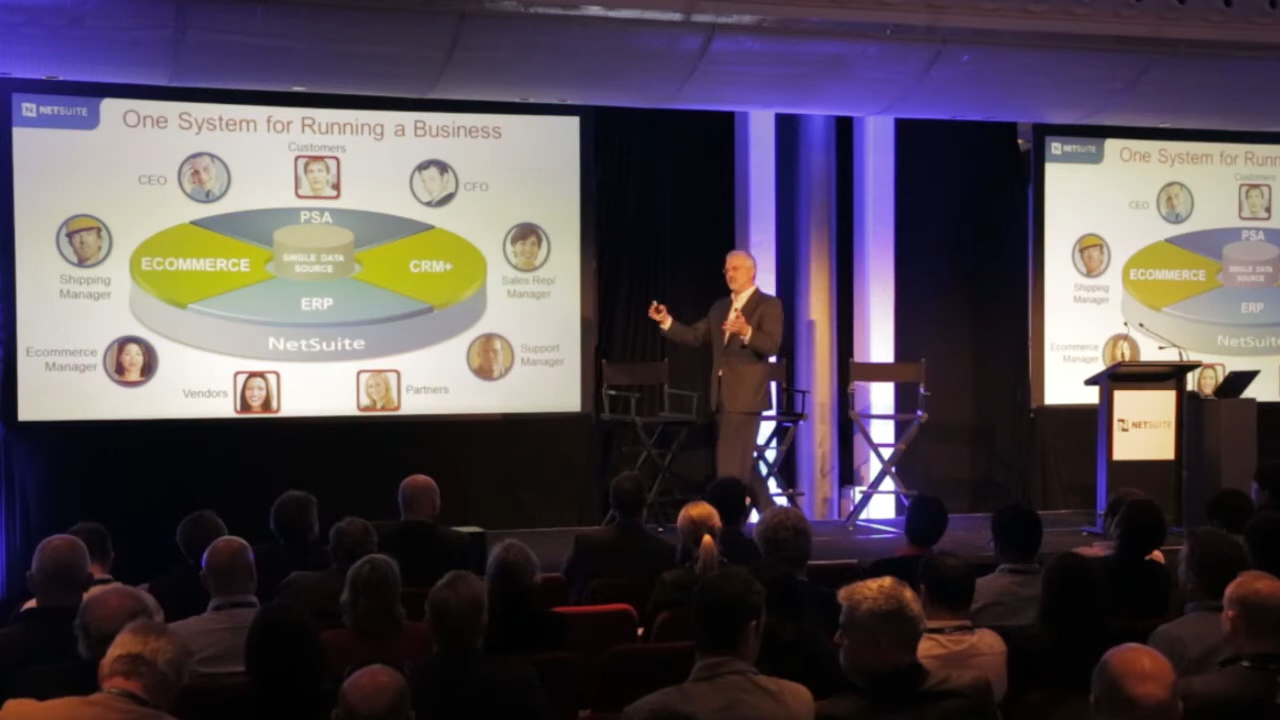 NETSUITE
One System for Running a Business
Customers
CEO
CFO
PSA
ECOMMERCE
SINGLE DATA
SOURCE
CRM+
ERP
NetSuite
Shipping
Manager
Sales Rep/
Manager
Ecommerce
Manager
Support
Manager
Vendors
Partners
NETSUITE
One System for Runn
Customers
CEO
PSA
ECOMMERCE
SINGLE DATA
SOURCE
ERP
NetSuite
Shipping
Manager
Ecommerce
Manager
NETSUITE